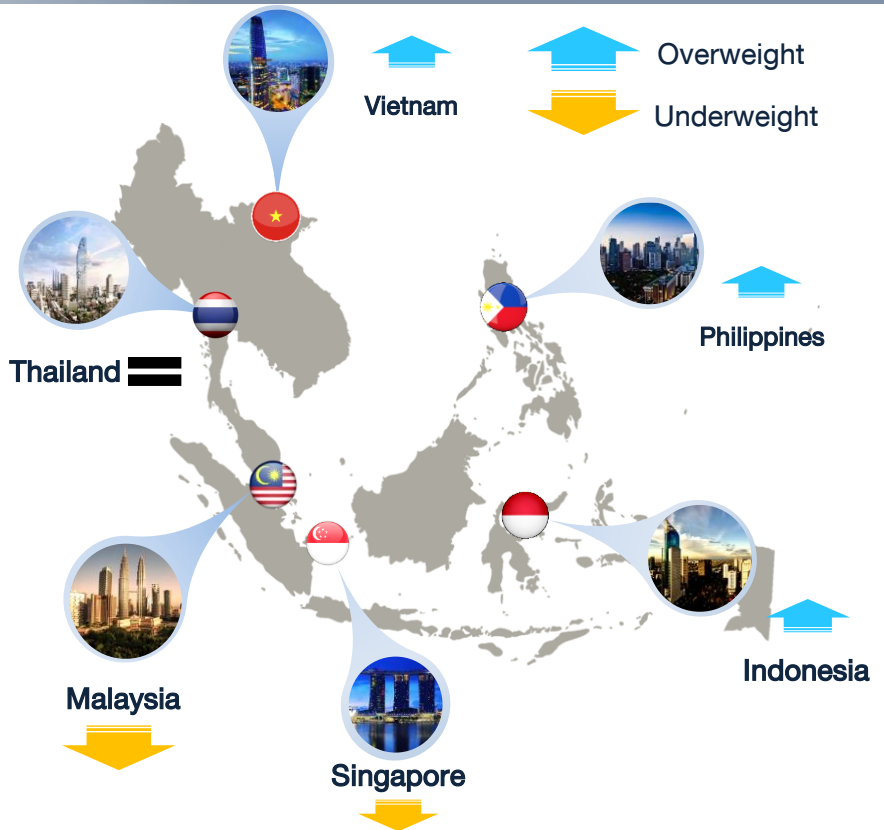 Overweight
Vietnam
Underweight
Philippines
Thailand
Indonesia
Malaysia
Singapore